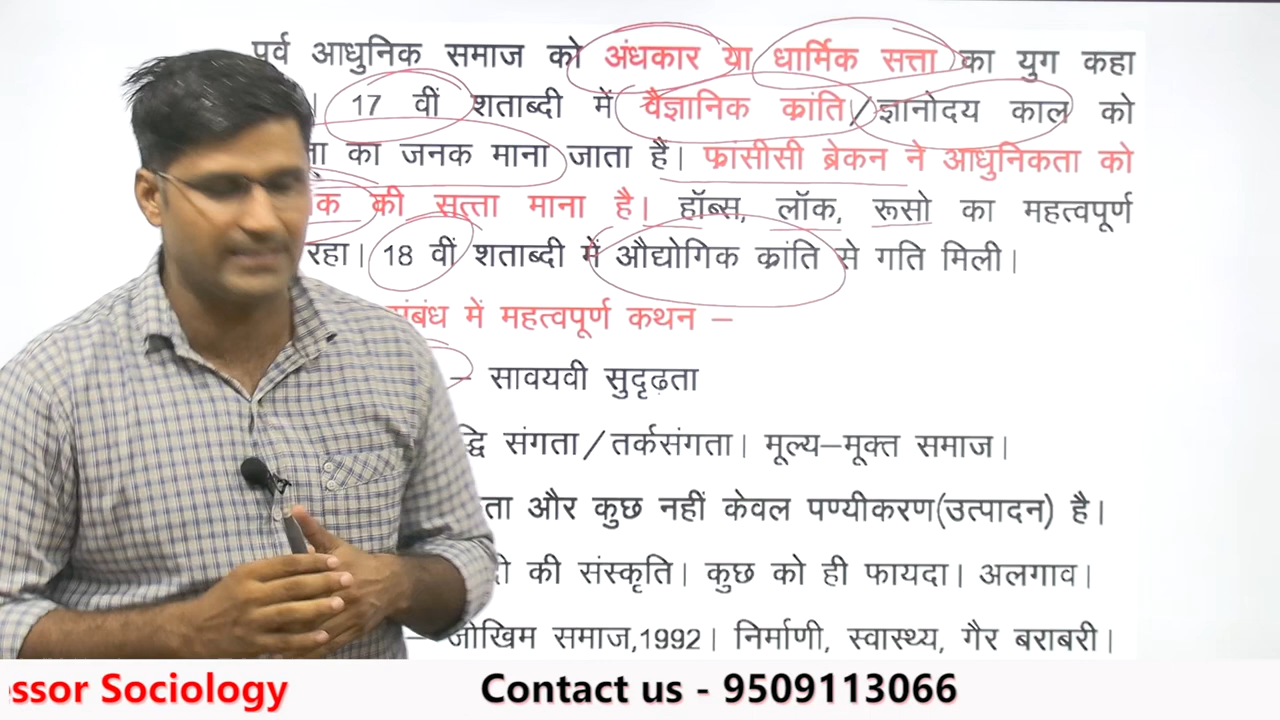 पूर्व आधुनिक समाज को अंधकार या धार्मिक सत्ता का युग कहा
। 17 वीं शताब्दी में वैज्ञानिक क्रांति/ज्ञानोदय काल को
का जनक माना जाता है। फ्रांसीसी ब्रेकन ने आधुनिकता को
की सत्ता माना है। हॉब्स, लॉक, रूसो का महत्वपूर्ण
रहा। 18 वीं शताब्दी में औद्योगिक क्रांति से गति मिली।
संबंध में महत्वपूर्ण कथन –
– सावयवी सुदृढ़ता
संगता/तर्कसंगता। मूल्य–मूक्त समाज।
और कुछ नहीं केवल पण्यीकरण(उत्पादन) है।
की संस्कृति। कुछ को ही फायदा। अलगाव।
– जोखिम समाज,1992। निर्माणी, स्वास्थ्य, गैर बराबरी।
essor Sociology Contact us - 9509113066